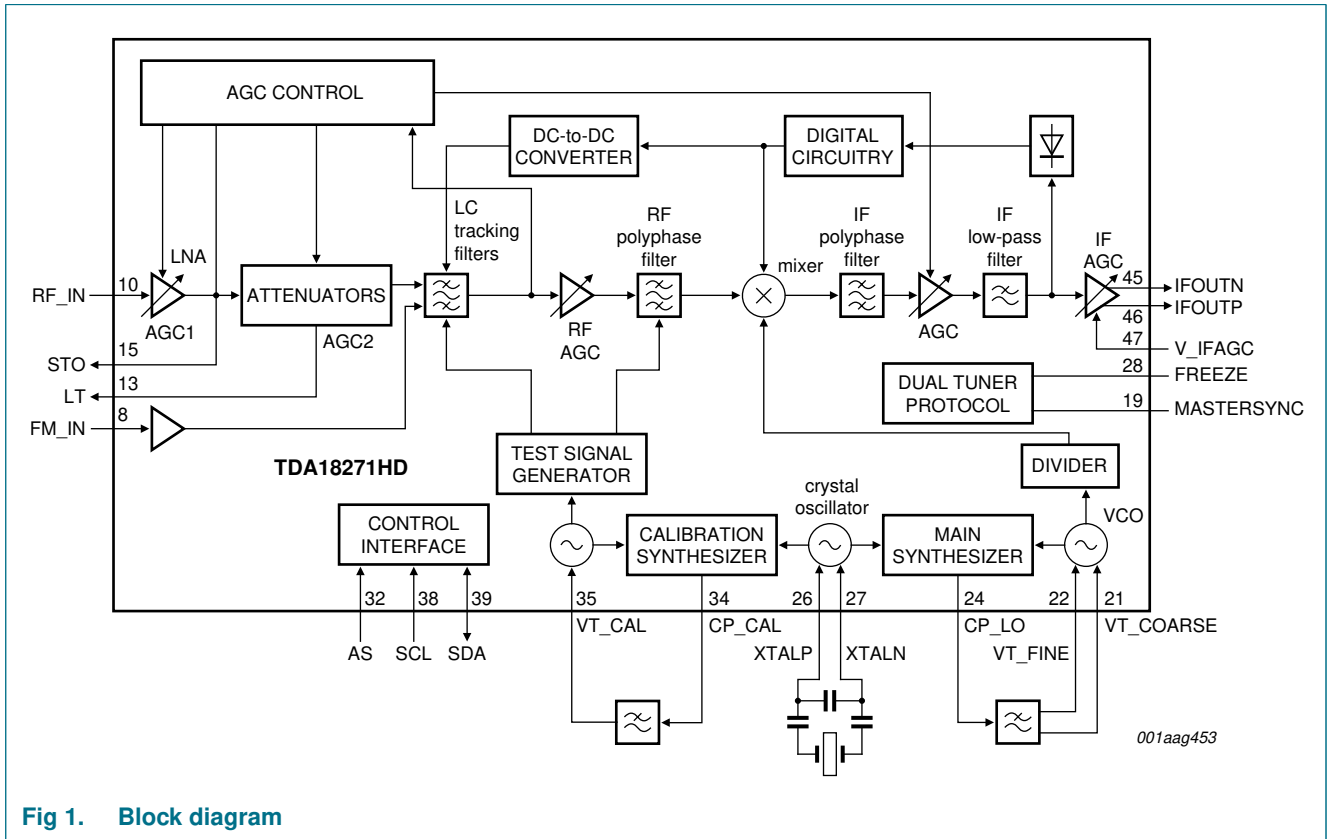 AGC CONTROL
DC-to-DC
CONVERTER
DIGITAL
CIRCUITRY
LC
tracking
filters
RF
polyphase
filter
IF
polyphase
filter
IF
low-pass
filter
IF
AGC
LNA
mixer
RF_IN
10
ATTENUATORS
45
IFOUTN
IFOUTP
46
AGC1
AGC2
RF
AGC
AGC
47
V_IFAGC
STO
15
28
FREEZE
LT
13
DUAL TUNER
PROTOCOL
19
MASTERSYNC
FM_IN
8
TDA18271HD
TEST SIGNAL
GENERATOR
DIVIDER
crystal
oscillator
VCO
CONTROL
INTERFACE
CALIBRATION
SYNTHESIZER
MAIN
SYNTHESIZER
32
38
39
35
34
26
27
24
22
21
VT_CAL
CP_CAL
CP_LO
VT_COARSE
AS
SCL
SDA
XTALP
XTALN
VT_FINE
001aag453
Fig 1. Block diagram